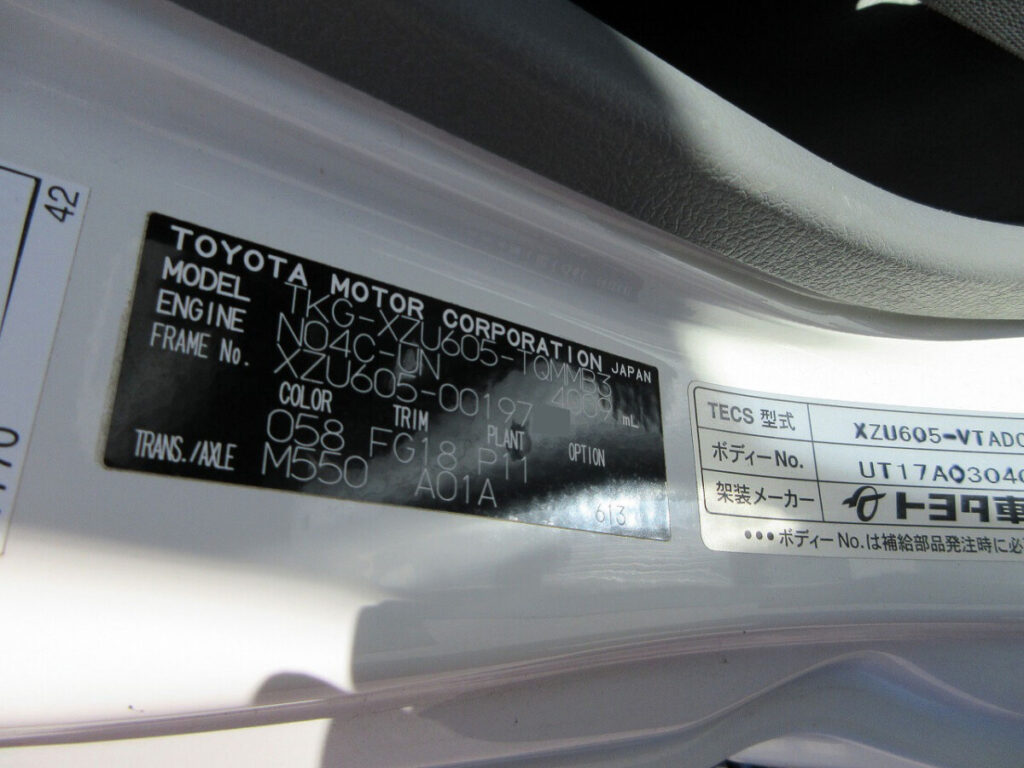 42
TOYOTA MOTOR CORPORATION JAPAN
MODEL TKG-XZU605-TQMMB3
ENGINE N04C-UN 4009 mL
FRAME No. XZU605-00197
COLOR TRIM PLANT OPTION
058 FG18 P11
TRANS./AXLE M550 A01A
613
TECS 型式 XZU605-VTADC
ボディーNo. UT17A0304
架装メーカー トヨタ車
•••ボディーNo.は補給部品発注時に必